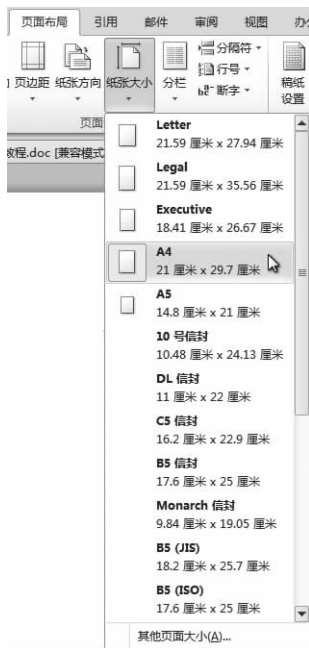 页面布局 引用 邮件 审阅 视图 办
页边距 纸张方向 纸张大小 分栏 分隔符 行号 断字 稿纸设置
页面
教程.doc [兼容模式
Letter
21.59 厘米 x 27.94 厘米
Legal
21.59 厘米 x 35.56 厘米
Executive
18.41 厘米 x 26.67 厘米
A4
21 厘米 x 29.7 厘米
A5
14.8 厘米 x 21 厘米
10 号信封
10.48 厘米 x 24.13 厘米
DL 信封
11 厘米 x 22 厘米
C5 信封
16.2 厘米 x 22.9 厘米
B5 信封
17.6 厘米 x 25 厘米
Monarch 信封
9.84 厘米 x 19.05 厘米
B5 (JIS)
18.2 厘米 x 25.7 厘米
B5 (ISO)
17.6 厘米 x 25 厘米
其他页面大小(A)...